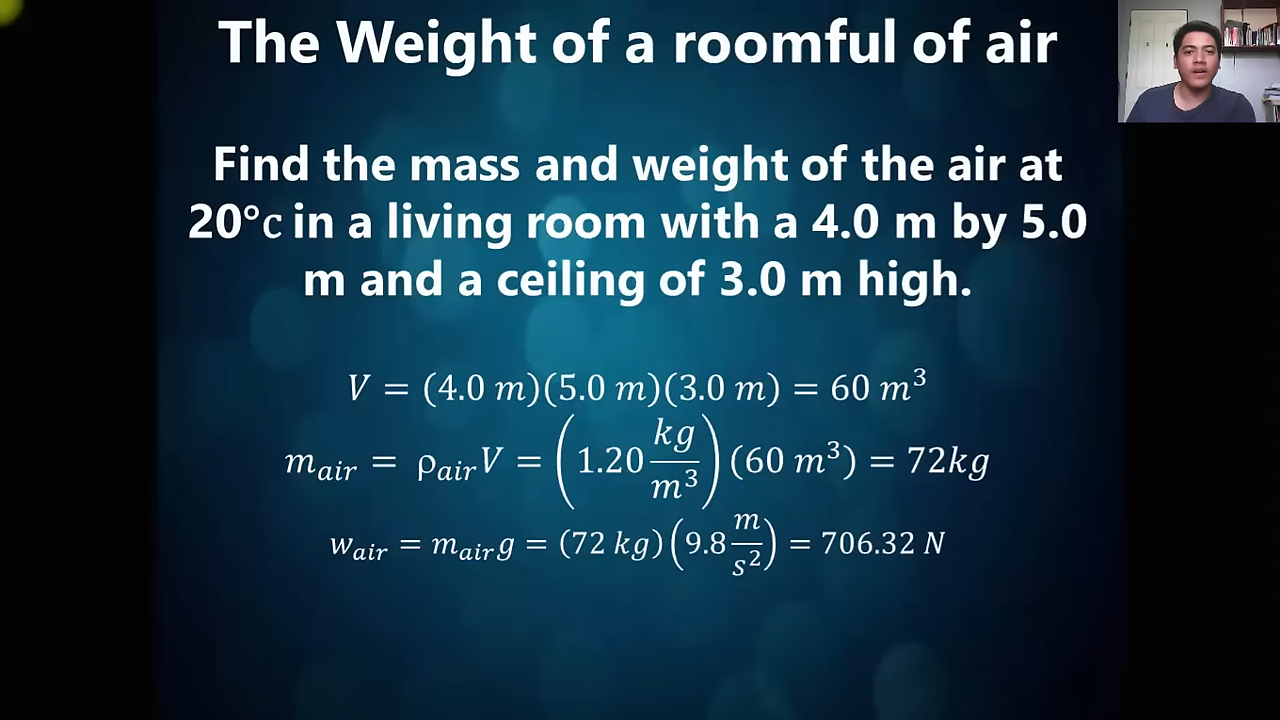 The Weight of a roomful of air
Find the mass and weight of the air at
20°c in a living room with a 4.0 m by 5.0
m and a ceiling of 3.0 m high.
V = (4.0 m)(5.0 m)(3.0 m) = 60 m³
m_air = ρ_air V = (1.20 kg/m³)(60 m³) = 72kg
w_air = m_air g = (72 kg)(9.8 m/s²) = 706.32 N